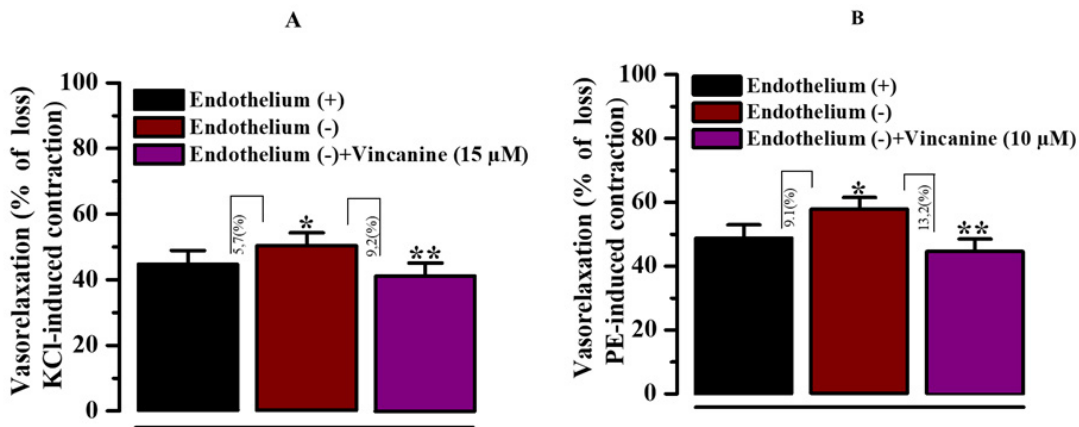 A
Vasorelaxation (% of loss)
KCl-induced contraction)
100
80
60
40
20
0
Endothelium (+)
Endothelium (-)
Endothelium (-)+Vincanine (15 µM)
5,7(%)
*
9.2(%)
**
B
Vasorelaxation (% of loss)
PE-induced contraction)
100
80
60
40
20
0
Endothelium (+)
Endothelium (-)
Endothelium (-)+Vincanine (10 µM)
9.1(%)
*
13,2(%)
**